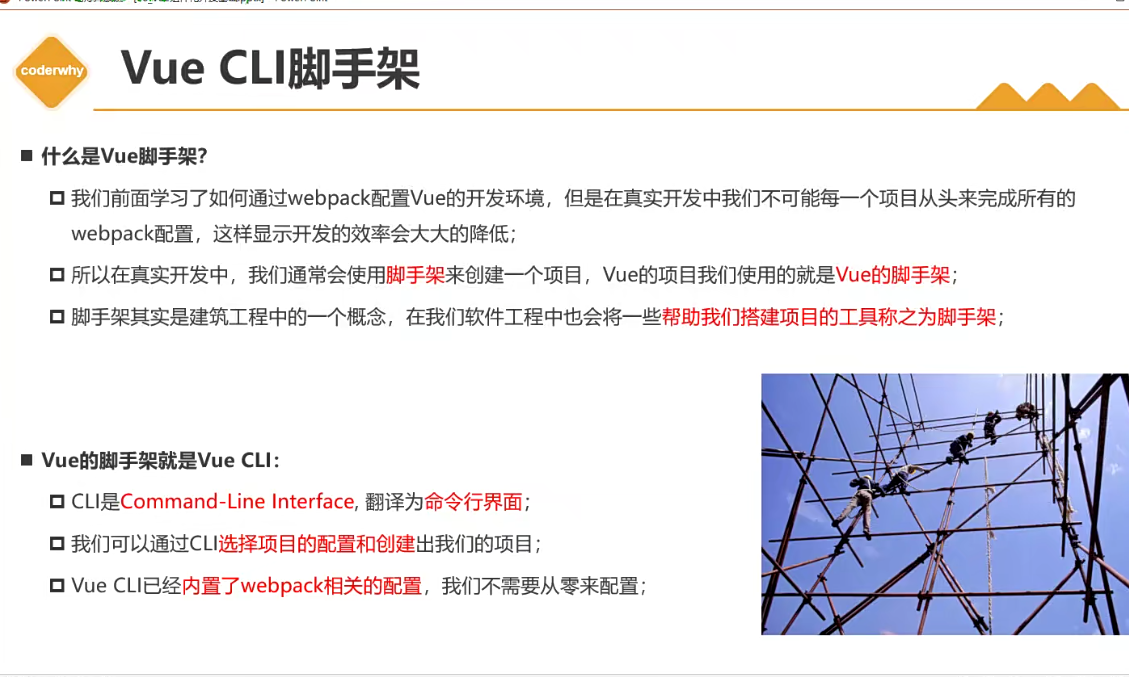 coderwhy
Vue CLI脚手架
什么是Vue脚手架？
我们前面学习了如何通过webpack配置Vue的开发环境，但是在真实开发中我们不可能每一个项目从头来完成所有的
webpack配置，这样显示开发的效率会大大的降低；
所以在真实开发中，我们通常会使用脚手架来创建一个项目，Vue的项目我们使用的就是Vue的脚手架；
脚手架其实是建筑工程中的一个概念，在我们软件工程中也会将一些帮助我们搭建项目的工具称之为脚手架；
Vue的脚手架就是Vue CLI：
CLI是Command-Line Interface, 翻译为命令行界面；
我们可以通过CLI选择项目的配置和创建出我们的项目；
Vue CLI已经内置了webpack相关的配置，我们不需要从零来配置；